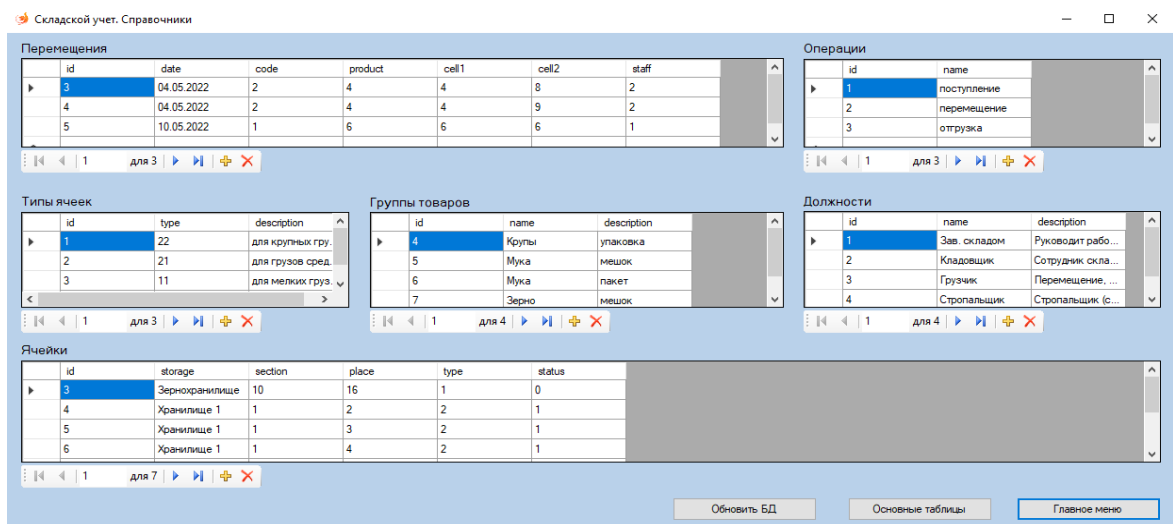 Складской учет. Справочники
Перемещения
id date code product cell1 cell2 staff
3 04.05.2022 2 4 4 8 2
4 04.05.2022 2 4 4 9 2
5 10.05.2022 1 6 6 6 1
1 для 3
Операции
id name
1 поступление
2 перемещение
3 отгрузка
1 для 3
Типы ячеек
id type description
1 22 для крупных гру...
2 21 для грузов сред...
3 11 для мелких груз...
1 для 3
Группы товаров
id name description
4 Крупы упаковка
5 Мука мешок
6 Мука пакет
7 Зерно мешок
1 для 4
Должности
id name description
1 Зав. складом Руководит рабо...
2 Кладовщик Сотрудник скла...
3 Грузчик Перемещение, ...
4 Стропальщик Стропальщик (с...
1 для 4
Ячейки
id storage section place type status
3 Зернохранилище 10 16 1 0
4 Хранилище 1 1 2 2 1
5 Хранилище 1 1 3 2 1
6 Хранилище 1 1 4 2 1
1 для 7
Обновить БД Основные таблицы Главное меню